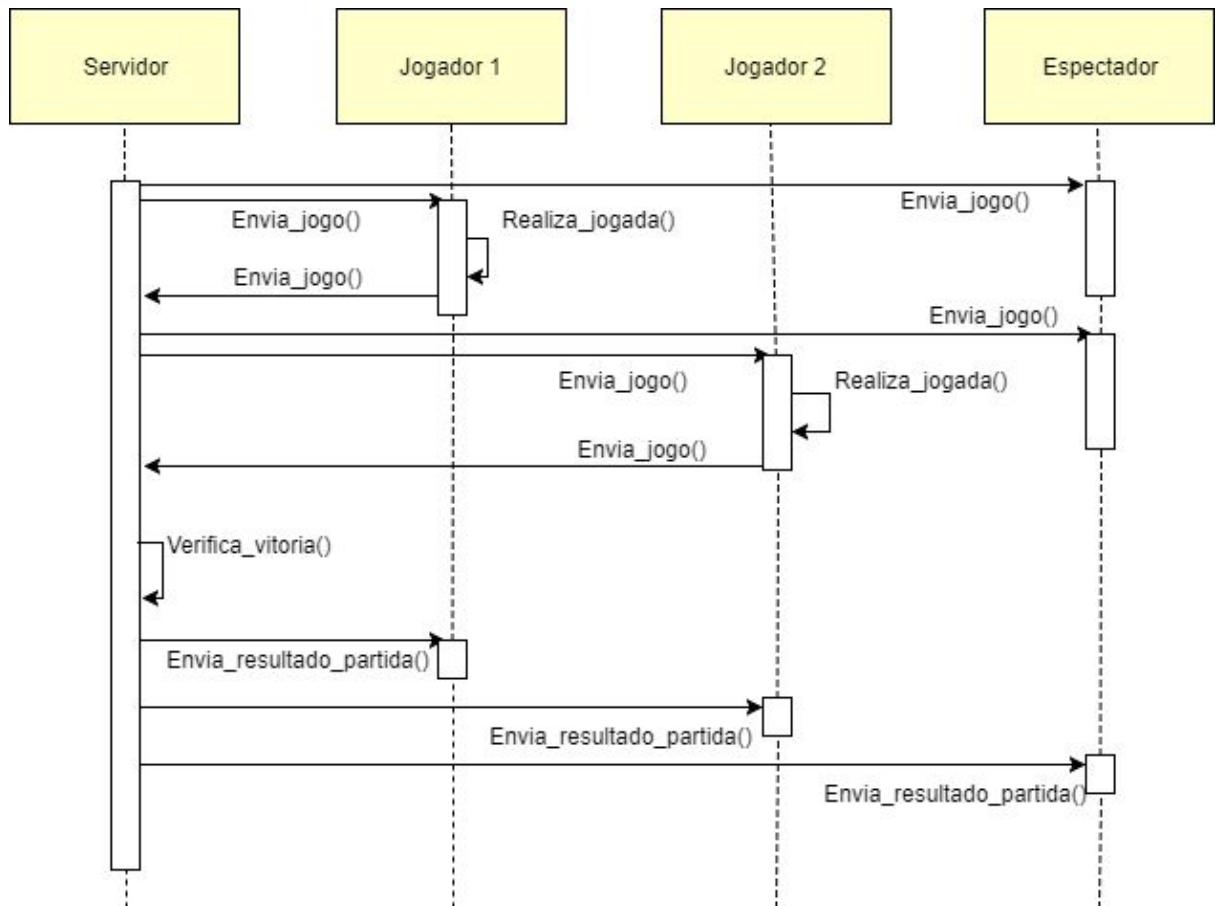 Servidor
Jogador 1
Jogador 2
Espectador
Envia_jogo()
Envia_jogo()
Realiza_jogada()
Envia_jogo()
Envia_jogo()
Envia_jogo()
Realiza_jogada()
Envia_jogo()
Verifica_vitoria()
Envia_resultado_partida()
Envia_resultado_partida()
Envia_resultado_partida()